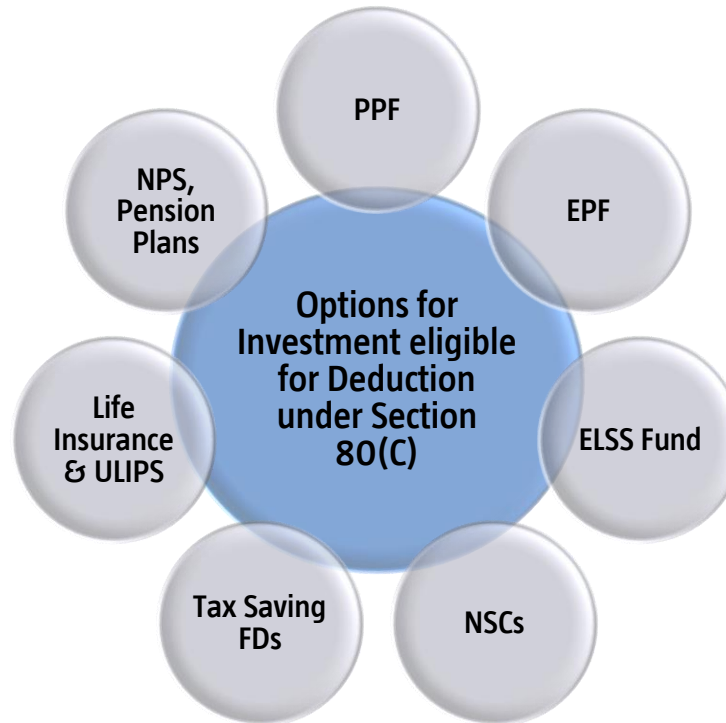 PPF
NPS,
Pension
Plans
EPF
Options for
Investment eligible
for Deduction
under Section
80(C)
Life
Insurance
& ULIPS
ELSS Fund
Tax Saving
FDs
NSCs